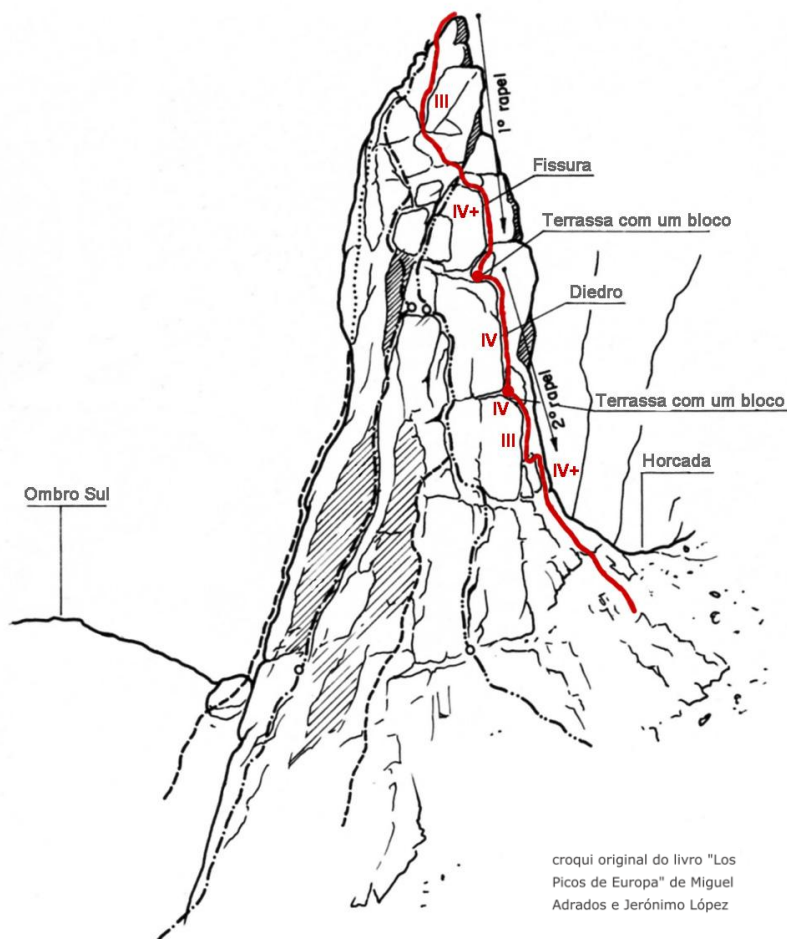 1º rapel
III
Fissura
IV+
Terrassa com um bloco
Diedro
IV
2º rapel
IV
Terrassa com um bloco
III
IV+
Horcada
Ombro Sul
croqui original do livro "Los
Picos de Europa" de Miguel
Adrados e Jerónimo López